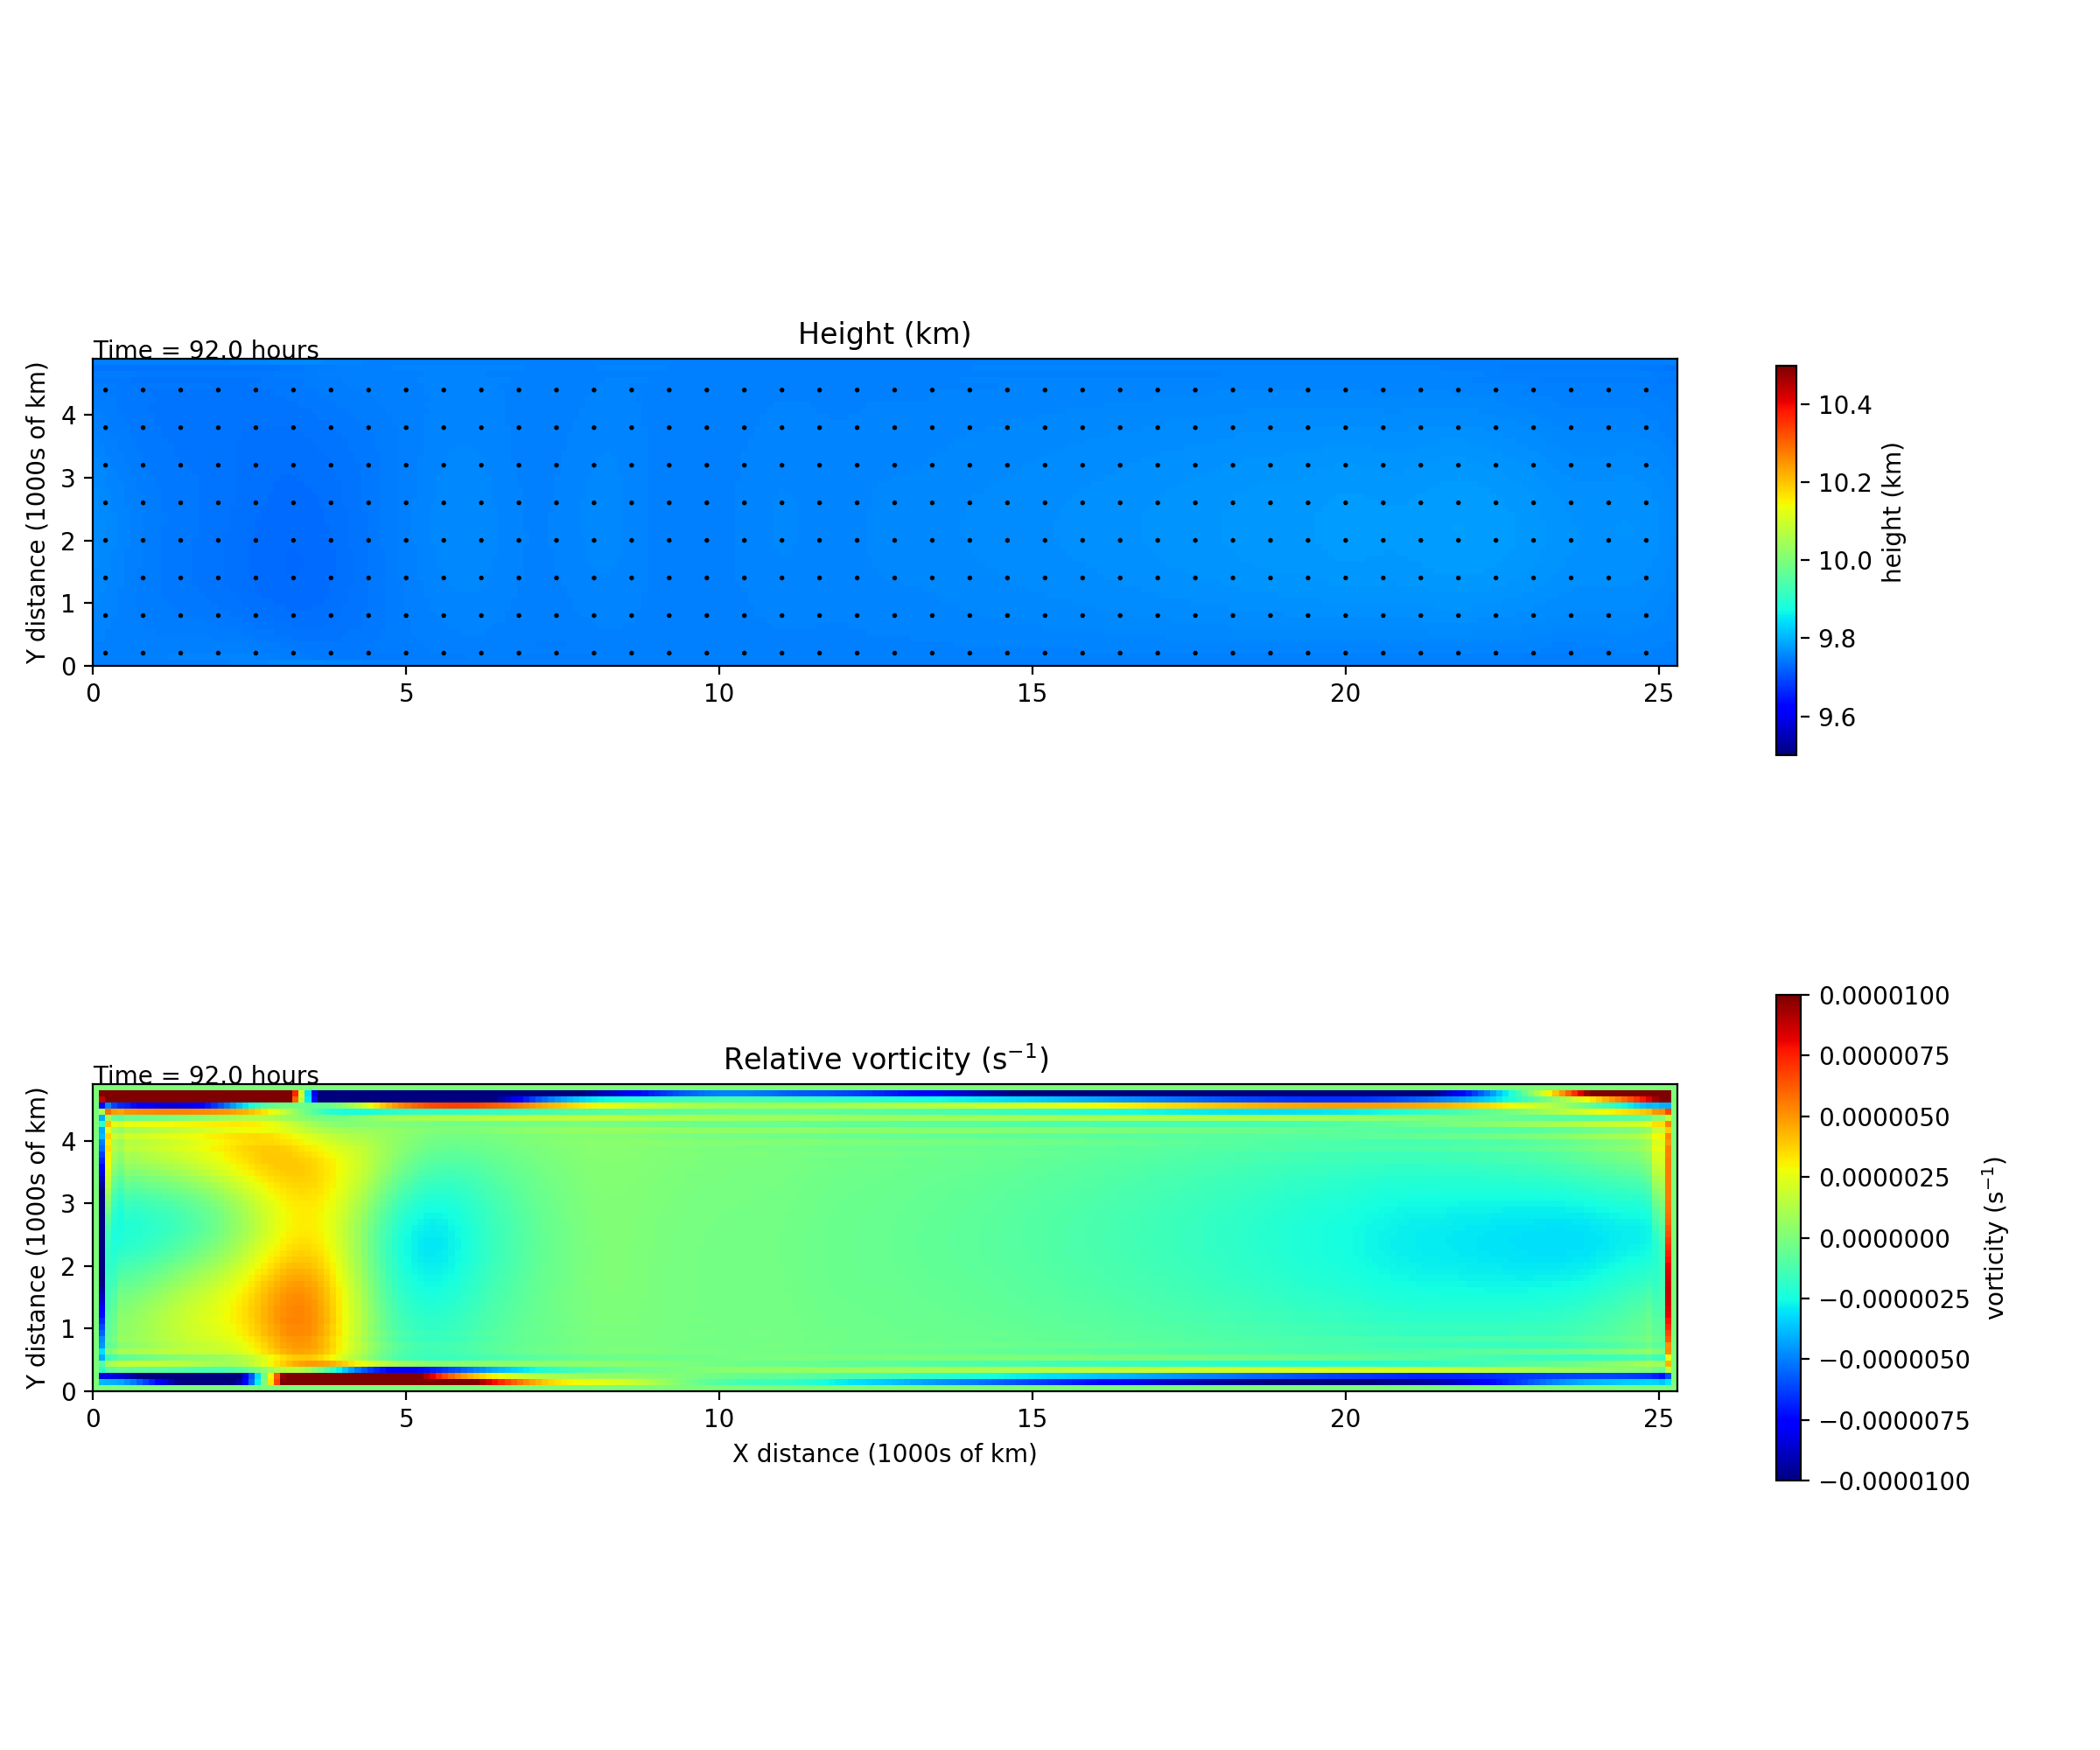 Height (km)
Time = 92.0 hours
Y distance (1000s of km)
4
3
2
1
0
0 5 10 15 20 25
10.4
10.2
10.0
9.8
9.6
height (km)
Relative vorticity (s⁻¹)
Time = 92.0 hours
Y distance (1000s of km)
4
3
2
1
0
0 5 10 15 20 25
X distance (1000s of km)
0.0000100
0.0000075
0.0000050
0.0000025
0.0000000
−0.0000025
−0.0000050
−0.0000075
−0.0000100
vorticity (s⁻¹)